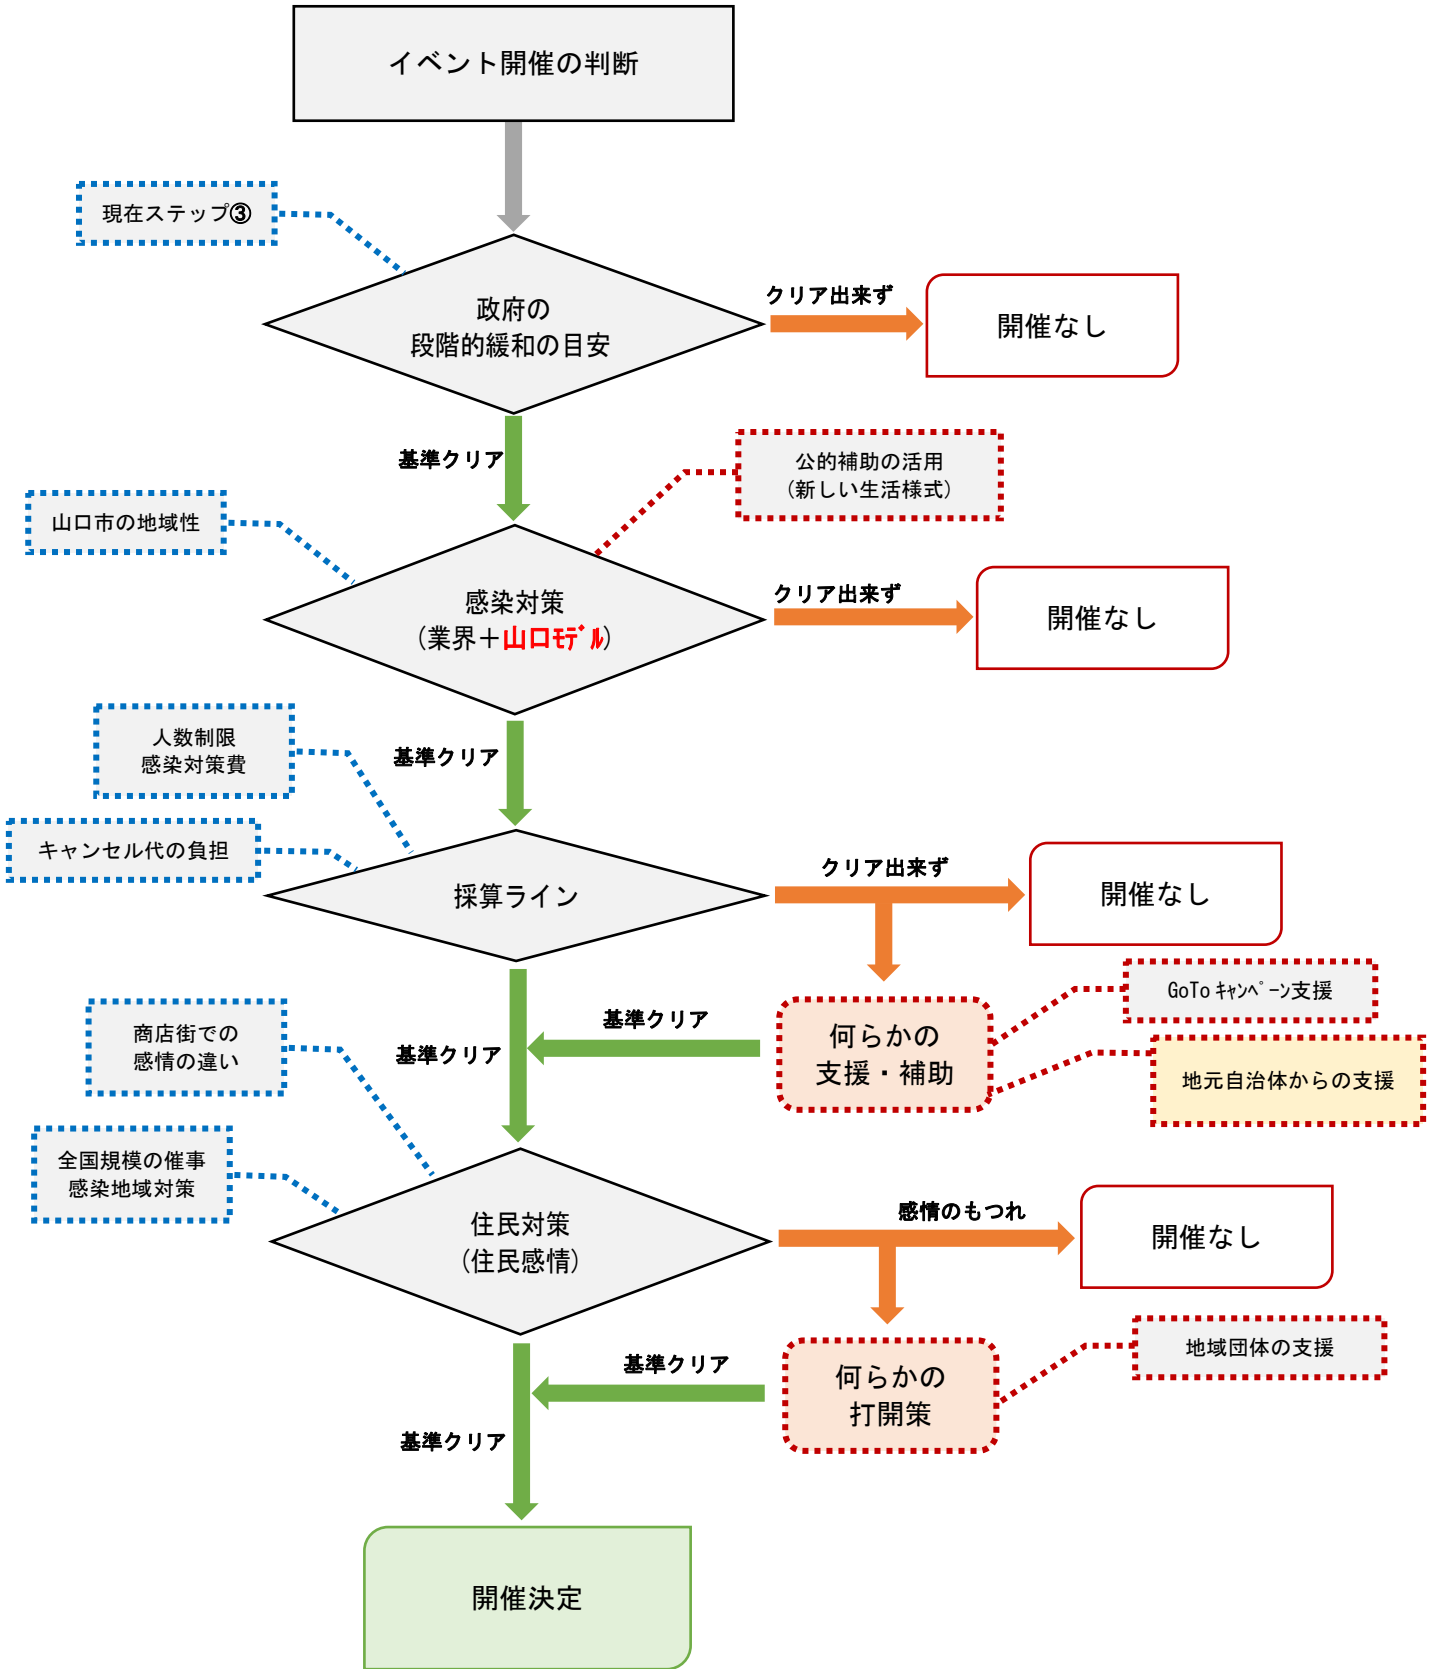 イベント開催の判断
現在ステップ③
政府の
段階的緩和の目安
クリア出来ず
開催なし
基準クリア
公的補助の活用
（新しい生活様式）
山口市の地域性
感染対策
（業界＋山口ﾓﾃﾞﾙ）
クリア出来ず
開催なし
人数制限
感染対策費
基準クリア
キャンセル代の負担
採算ライン
クリア出来ず
開催なし
GoToｷｬﾝﾍﾟｰﾝ支援
商店街での
感情の違い
基準クリア
基準クリア
何らかの
支援・補助
地元自治体からの支援
全国規模の催事
感染地域対策
住民対策
（住民感情）
感情のもつれ
開催なし
地域団体の支援
基準クリア
何らかの
打開策
基準クリア
開催決定